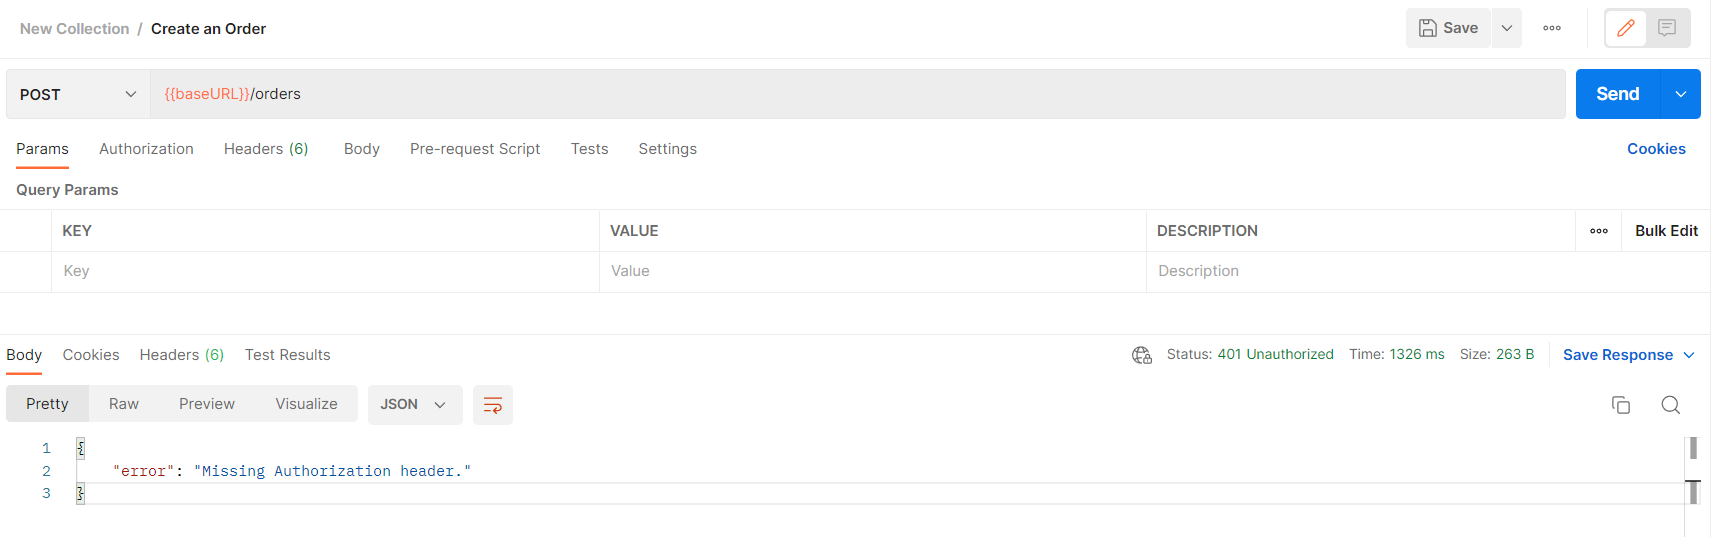 New Collection / Create an Order
Save
POST {{baseURL}}/orders Send
Params Authorization Headers (6) Body Pre-request Script Tests Settings Cookies
Query Params
KEY VALUE DESCRIPTION Bulk Edit
Key Value Description
Body Cookies Headers (6) Test Results Status: 401 Unauthorized Time: 1326 ms Size: 263 B Save Response
Pretty Raw Preview Visualize JSON
1 {
2 "error": "Missing Authorization header."
3 }